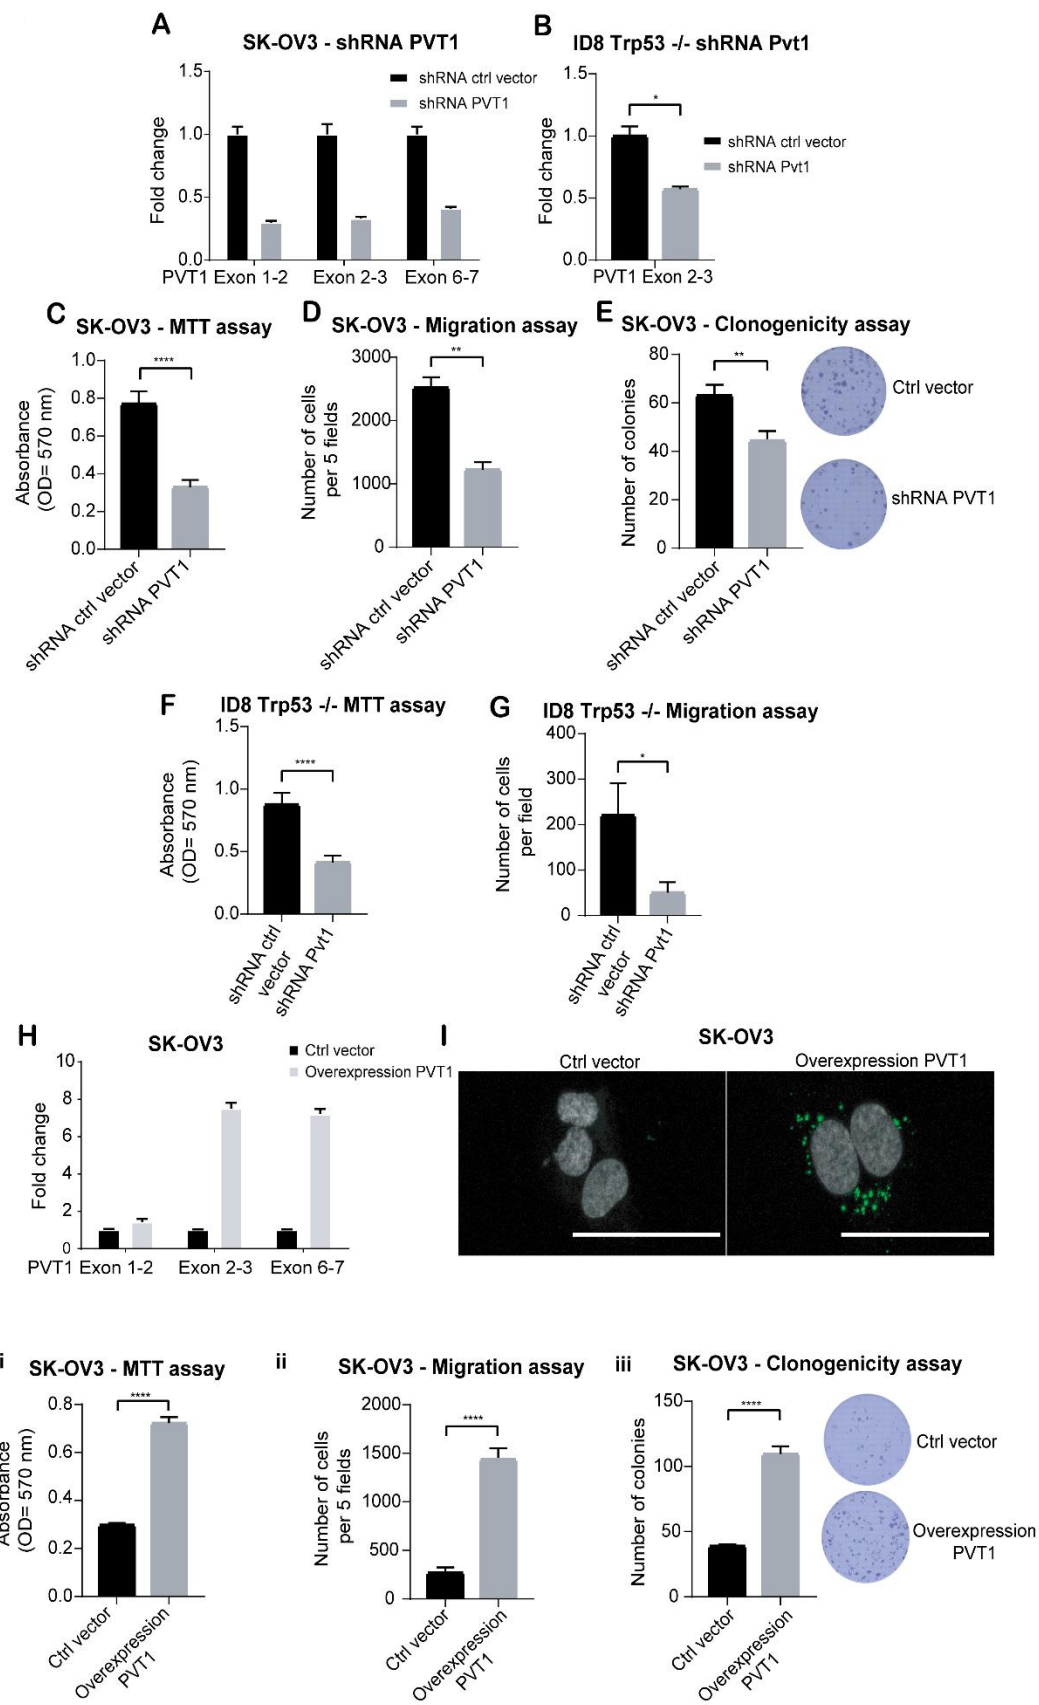 A
SK-OV3 - shRNA PVT1
1.5
1.0
0.5
0.0
Fold change
shRNA ctrl vector
shRNA PVT1
PVT1 Exon 1-2
Exon 2-3
Exon 6-7
B
ID8 Trp53 -/- shRNA Pvt1
1.5
1.0
0.5
0.0
Fold change
*
shRNA ctrl vector
shRNA Pvt1
PVT1 Exon 2-3
C
SK-OV3 - MTT assay
1.0
0.8
0.6
0.4
0.2
0.0
Absorbance
(OD= 570 nm)
****
shRNA ctrl vector
shRNA PVT1
D
SK-OV3 - Migration assay
3000
2000
1000
0
Number of cells
per 5 fields
**
shRNA ctrl vector
shRNA PVT1
E
SK-OV3 - Clonogenicity assay
80
60
40
20
0
Number of colonies
**
shRNA ctrl vector
shRNA PVT1
Ctrl vector
shRNA PVT1
F
ID8 Trp53 -/- MTT assay
1.5
1.0
0.5
0.0
Absorbance
(OD= 570 nm)
****
shRNA ctrl
vector
shRNA Pvt1
G
ID8 Trp53 -/- Migration assay
400
300
200
100
0
Number of cells
per field
*
shRNA ctrl
vector
shRNA Pvt1
H
SK-OV3
10
8
6
4
2
0
Fold change
Ctrl vector
Overexpression PVT1
PVT1 Exon 1-2
Exon 2-3
Exon 6-7
I
SK-OV3
Ctrl vector
Overexpression PVT1
i
SK-OV3 - MTT assay
0.8
0.6
0.4
0.2
0.0
Absorbance
(OD= 570 nm)
****
Ctrl vector
Overexpression
PVT1
ii
SK-OV3 - Migration assay
2000
1500
1000
500
0
Number of cells
per 5 fields
****
Ctrl vector
Overexpression
PVT1
iii
SK-OV3 - Clonogenicity assay
150
100
50
0
Number of colonies
****
Ctrl vector
Overexpression
PVT1
Ctrl vector
Overexpression
PVT1